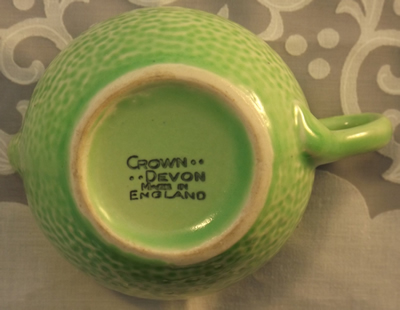 CROWN..
..DEVON
MADE IN
ENGLAND